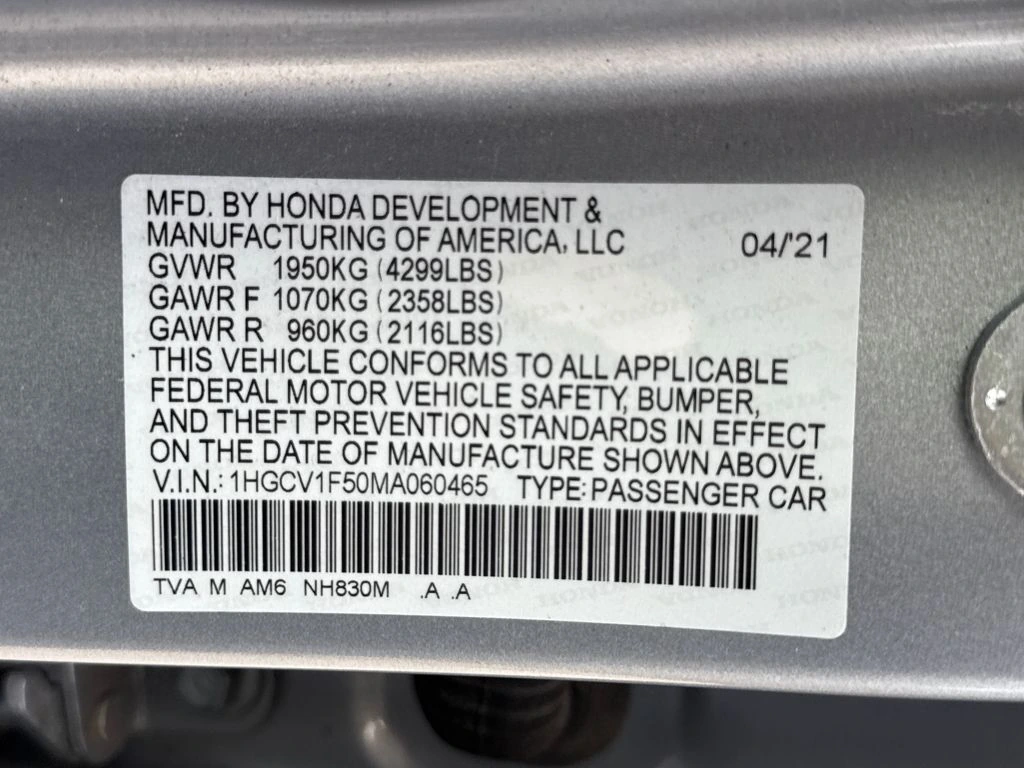 MFD. BY HONDA DEVELOPMENT &
MANUFACTURING OF AMERICA, LLC 04/'21
GVWR 1950KG (4299LBS)
GAWR F 1070KG (2358LBS)
GAWR R 960KG (2116LBS)
THIS VEHICLE CONFORMS TO ALL APPLICABLE
FEDERAL MOTOR VEHICLE SAFETY, BUMPER,
AND THEFT PREVENTION STANDARDS IN EFFECT
ON THE DATE OF MANUFACTURE SHOWN ABOVE.
V.I.N.: 1HGCV1F50MA060465 TYPE: PASSENGER CAR
TVA M AM6 NH830M .A .A